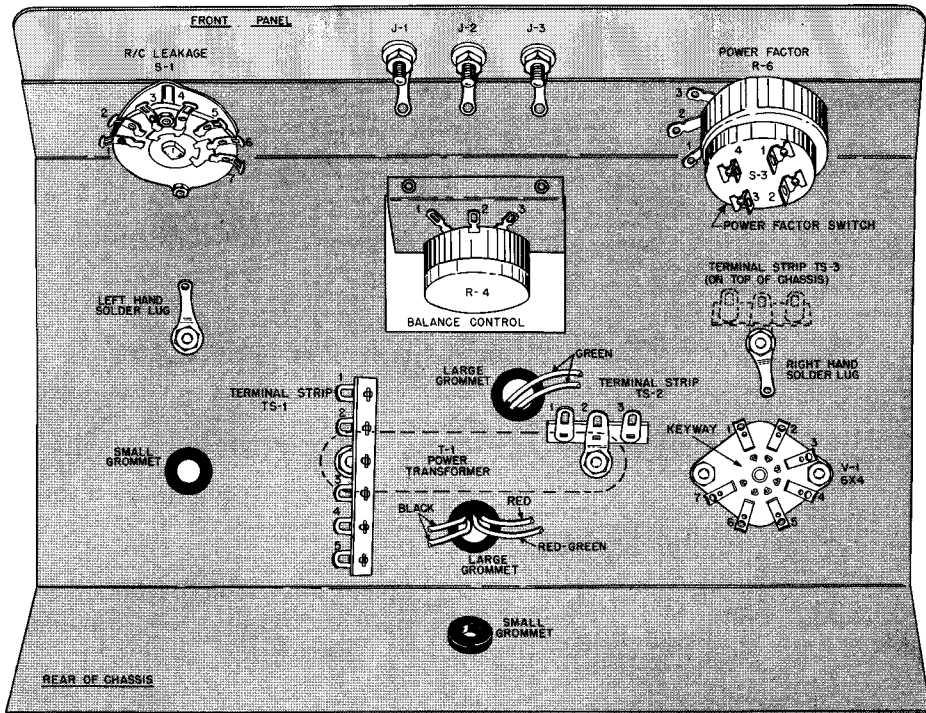 FRONT PANEL
J-1 J-2 J-3
R/C LEAKAGE
S-1
POWER FACTOR
R-6
2 3 4 5 6 7
3
2
1
4 1
S-3
3 2
POWER FACTOR SWITCH
1 2 3
R-4
BALANCE CONTROL
TERMINAL STRIP TS-3
(ON TOP OF CHASSIS)
LEFT HAND
SOLDER LUG
RIGHT HAND
SOLDER LUG
LARGE
GROMMET
GREEN
TERMINAL STRIP
TS-1
1
2
3
4
5
TERMINAL STRIP
TS-2
1 2 3
SMALL
GROMMET
T-1
POWER
TRANSFORMER
KEYWAY
1 2 3 4 5 6 7
V-1
6X4
BLACK
RED
RED-GREEN
LARGE
GROMMET
SMALL
GROMMET
REAR OF CHASSIS